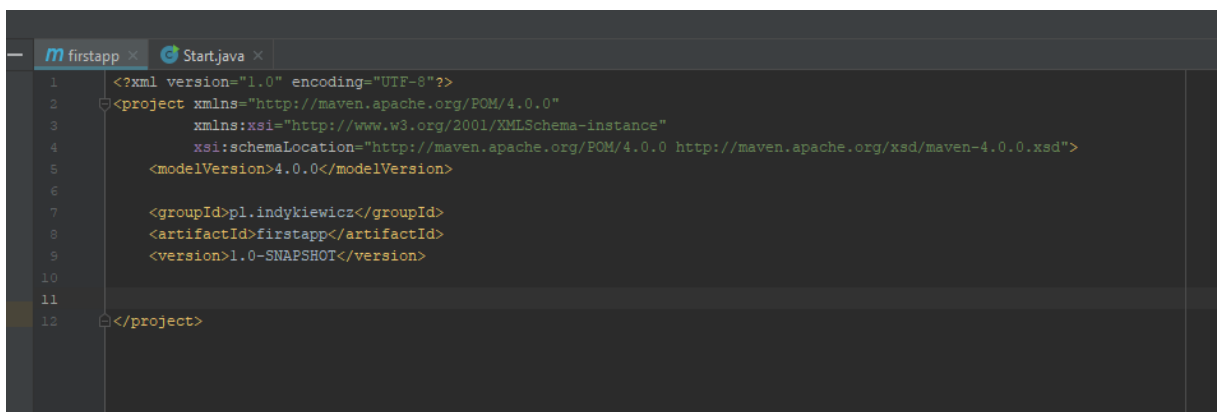 firstapp Start.java
1 <?xml version="1.0" encoding="UTF-8"?>
2 <project xmlns="http://maven.apache.org/POM/4.0.0"
3 xmlns:xsi="http://www.w3.org/2001/XMLSchema-instance"
4 xsi:schemaLocation="http://maven.apache.org/POM/4.0.0 http://maven.apache.org/xsd/maven-4.0.0.xsd">
5 <modelVersion>4.0.0</modelVersion>
6
7 <groupId>pl.indykiewicz</groupId>
8 <artifactId>firstapp</artifactId>
9 <version>1.0-SNAPSHOT</version>
10
11
12 </project>